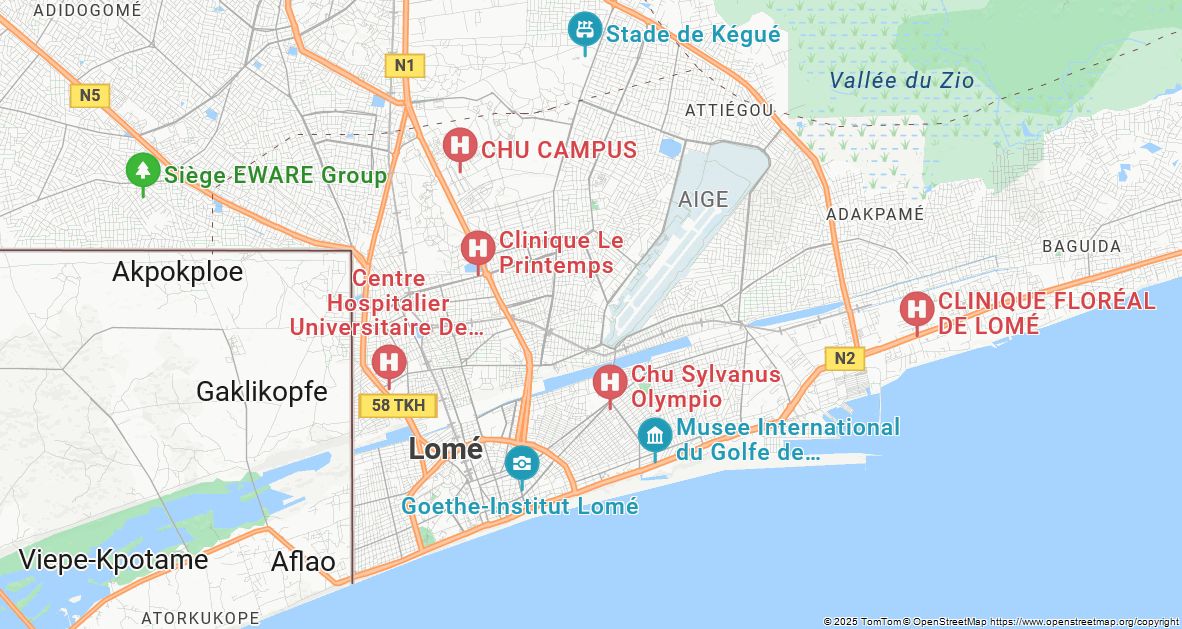 ADIDOGOMÉ
Stade de Kégué
N1
Vallée du Zio
N5
ATTIÉGOU
CHU CAMPUS
Siège EWARE Group
AIGE
ADAKPAMÉ
Clinique Le
Printemps
BAGUIDA
Akpokploe
Centre
Hospitalier
Universitaire De…
CLINIQUE FLORÉAL
DE LOMÉ
N2
Chu Sylvanus
Olympio
Gaklikopfe
58 TKH
Musee International
du Golfe de…
Lomé
Goethe-Institut Lomé
Viepe-Kpotame
Aflao
ATORKUKOPE
© 2025 TomTom © OpenStreetMap https://www.openstreetmap.org/copyright